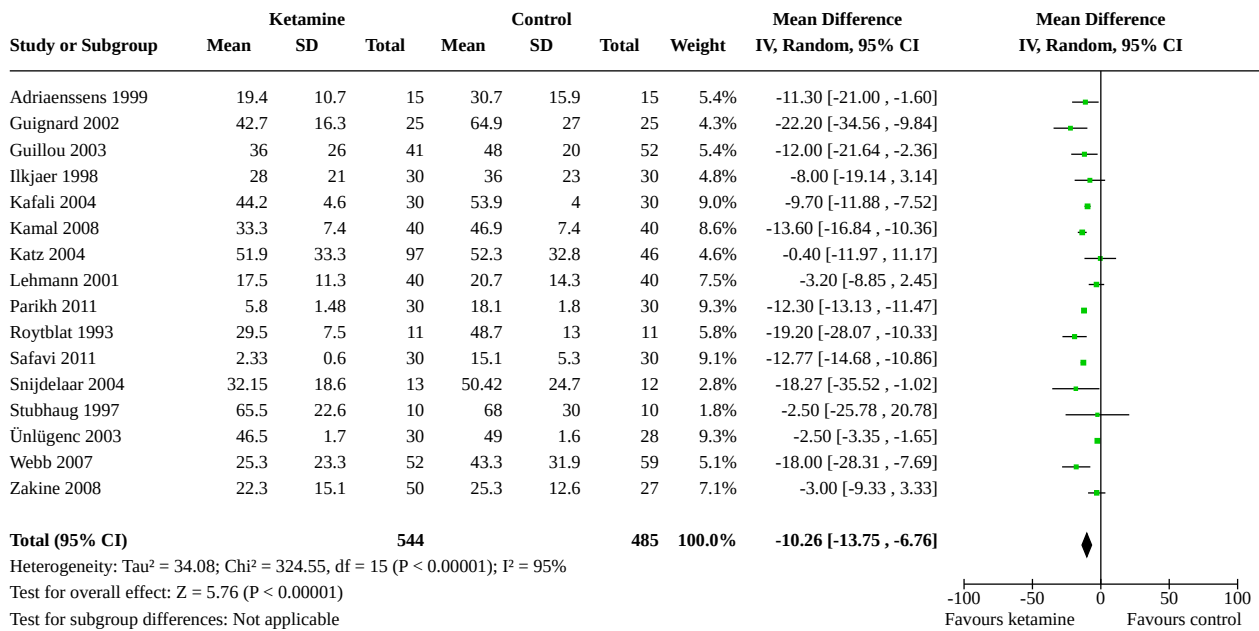 Ketamine Control Mean Difference Mean Difference
Study or Subgroup Mean SD Total Mean SD Total Weight IV, Random, 95% CI IV, Random, 95% CI
Adriaenssens 1999 19.4 10.7 15 30.7 15.9 15 5.4% -11.30 [-21.00 , -1.60]
Guignard 2002 42.7 16.3 25 64.9 27 25 4.3% -22.20 [-34.56 , -9.84]
Guillou 2003 36 26 41 48 20 52 5.4% -12.00 [-21.64 , -2.36]
Ilkjaer 1998 28 21 30 36 23 30 4.8% -8.00 [-19.14 , 3.14]
Kafali 2004 44.2 4.6 30 53.9 4 30 9.0% -9.70 [-11.88 , -7.52]
Kamal 2008 33.3 7.4 40 46.9 7.4 40 8.6% -13.60 [-16.84 , -10.36]
Katz 2004 51.9 33.3 97 52.3 32.8 46 4.6% -0.40 [-11.97 , 11.17]
Lehmann 2001 17.5 11.3 40 20.7 14.3 40 7.5% -3.20 [-8.85 , 2.45]
Parikh 2011 5.8 1.48 30 18.1 1.8 30 9.3% -12.30 [-13.13 , -11.47]
Roytblat 1993 29.5 7.5 11 48.7 13 11 5.8% -19.20 [-28.07 , -10.33]
Safavi 2011 2.33 0.6 30 15.1 5.3 30 9.1% -12.77 [-14.68 , -10.86]
Snijdelaar 2004 32.15 18.6 13 50.42 24.7 12 2.8% -18.27 [-35.52 , -1.02]
Stubhaug 1997 65.5 22.6 10 68 30 10 1.8% -2.50 [-25.78 , 20.78]
Ünlügenc 2003 46.5 1.7 30 49 1.6 28 9.3% -2.50 [-3.35 , -1.65]
Webb 2007 25.3 23.3 52 43.3 31.9 59 5.1% -18.00 [-28.31 , -7.69]
Zakine 2008 22.3 15.1 50 25.3 12.6 27 7.1% -3.00 [-9.33 , 3.33]
Total (95% CI) 544 485 100.0% -10.26 [-13.75 , -6.76]
Heterogeneity: Tau² = 34.08; Chi² = 324.55, df = 15 (P < 0.00001); I² = 95%
Test for overall effect: Z = 5.76 (P < 0.00001)
Test for subgroup differences: Not applicable
-100 -50 0 50 100
Favours ketamine Favours control